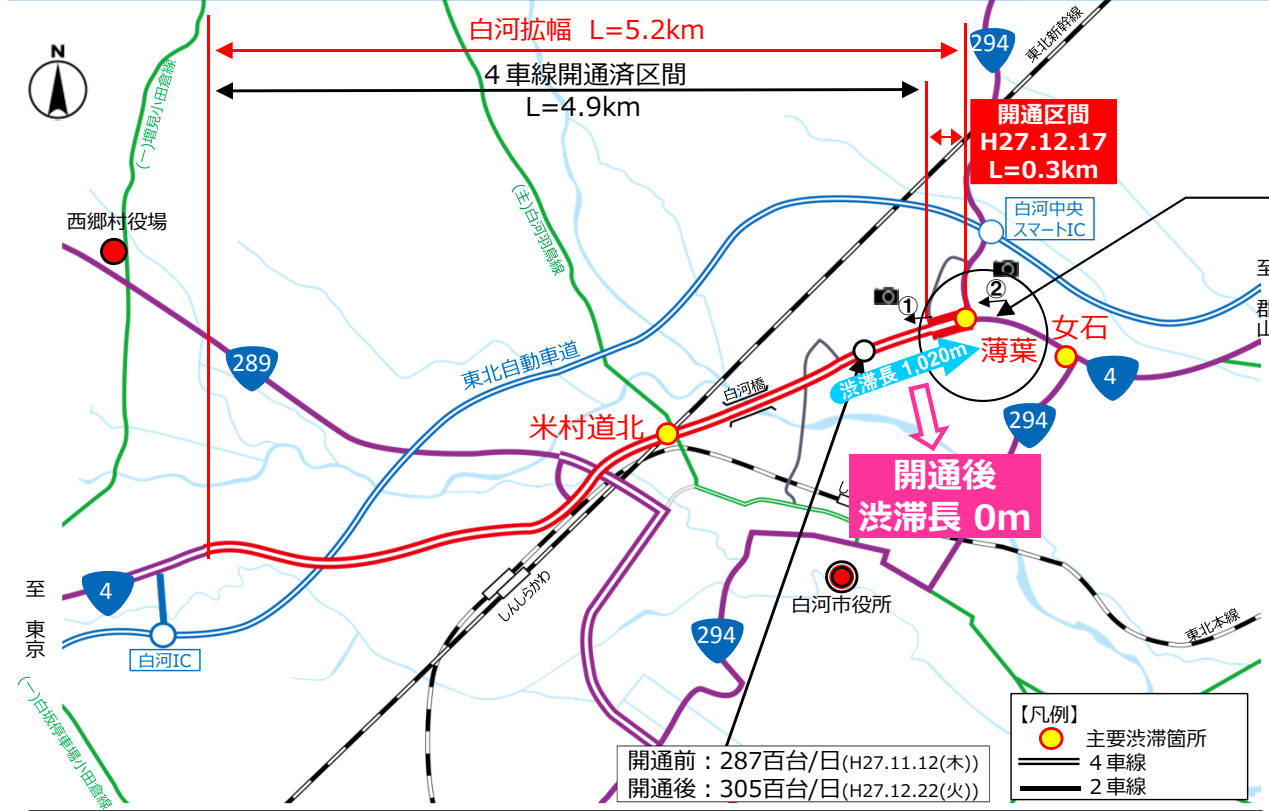 白河拡幅 L=5.2km
4車線開通済区間
L=4.9km
N
294
東北新幹線
開通区間
H27.12.17
L=0.3km
(一)増見小田倉線
(主)白河羽鳥線
西郷村役場
白河中央
スマートIC
至 郡山
①
②
女石
薄葉
289
東北自動車道
渋滞長 1,020m
4
白河橋
294
米村道北
開通後
渋滞長 0m
し
4
至 東京
白河IC
しんしらかわ
白河市役所
294
東北本線
(一)白坂停車場小田倉線
開通前:287百台/日(H27.11.12(木))
開通後:305百台/日(H27.12.22(火))
【凡例】
主要渋滞箇所
4車線
2車線